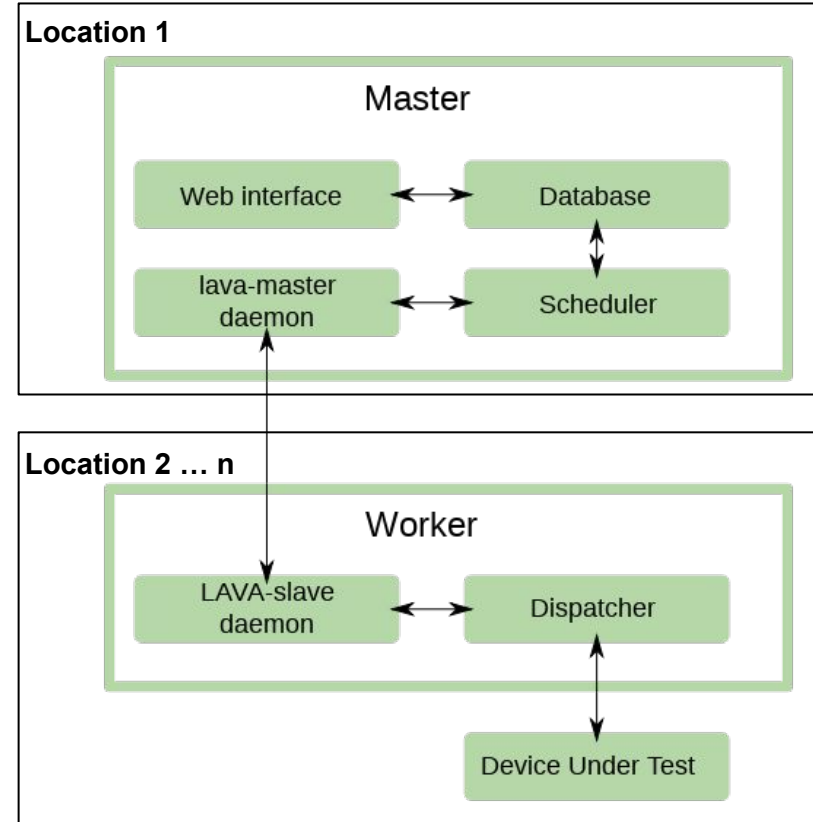 Location 1
Master
Web interface
Database
lava-master
daemon
Scheduler
Location 2 … n
Worker
LAVA-slave
daemon
Dispatcher
Device Under Test